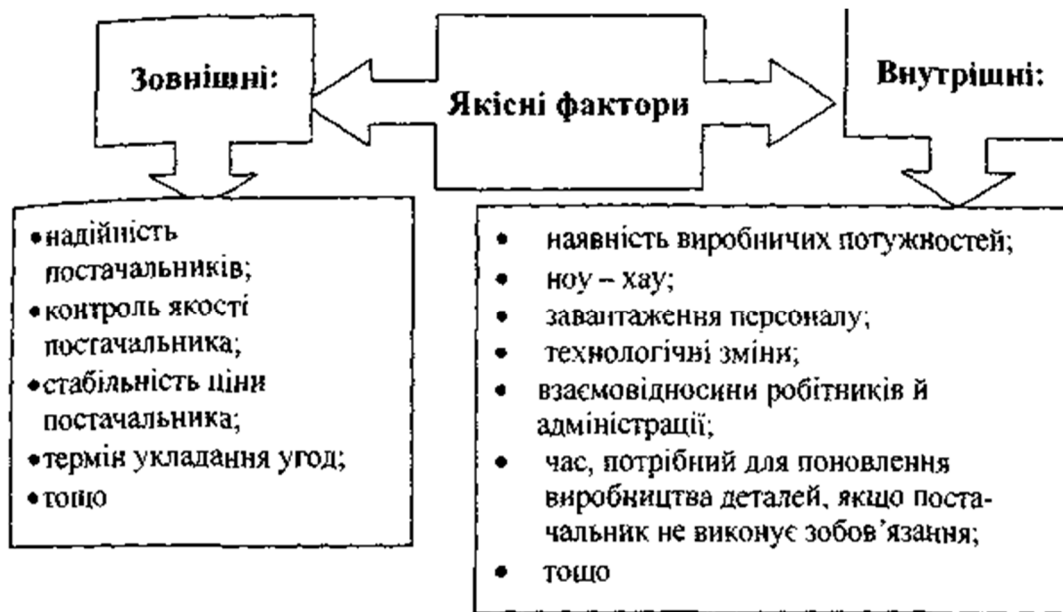 Зовнішні:
Якісні фактори
Внутрішні:
•надійність
постачальників;
•контроль якості
постачальника;
•стабільність ціни
постачальника;
•термін укладання угод;
•тощо
• наявність виробничих потужностей;
• ноу – хау;
• завантаження персоналу;
• технологічні зміни;
• взаємовідносини робітників й
адміністрації;
• час, потрібний для поновлення
виробництва деталей, якщо поста-
чальник не виконує зобов’язання;
• тощо